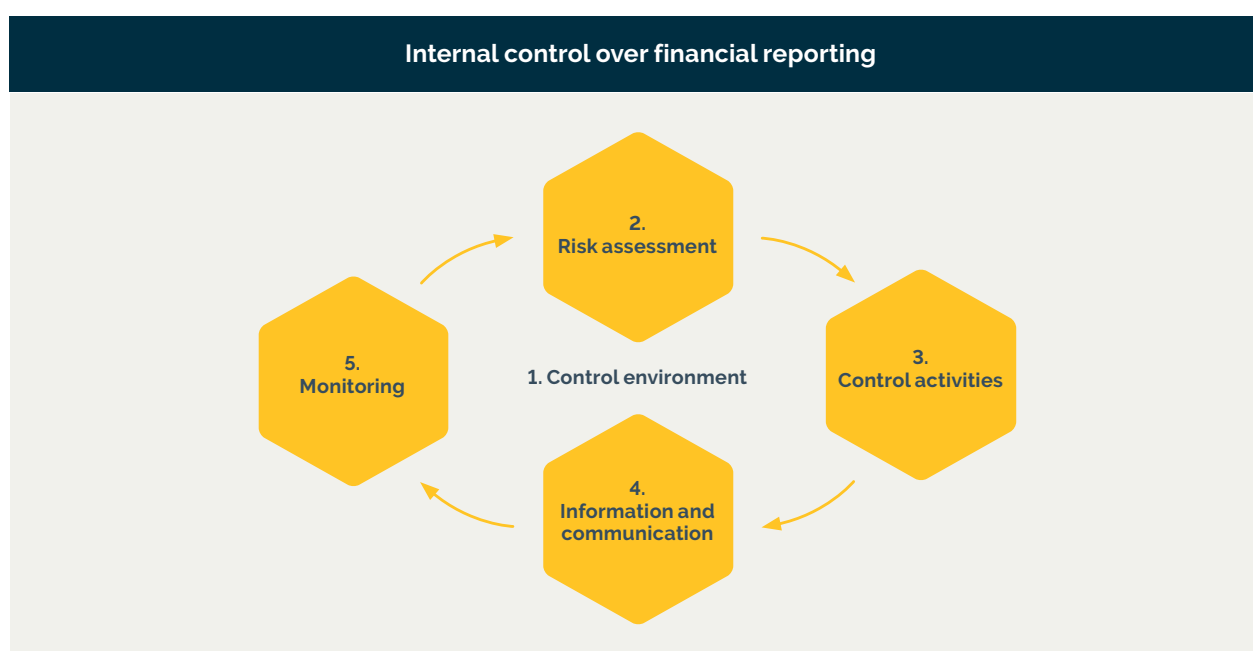 Internal control over financial reporting
2.
Risk assessment
3.
Control activities
1. Control environment
5.
Monitoring
4.
Information and
communication